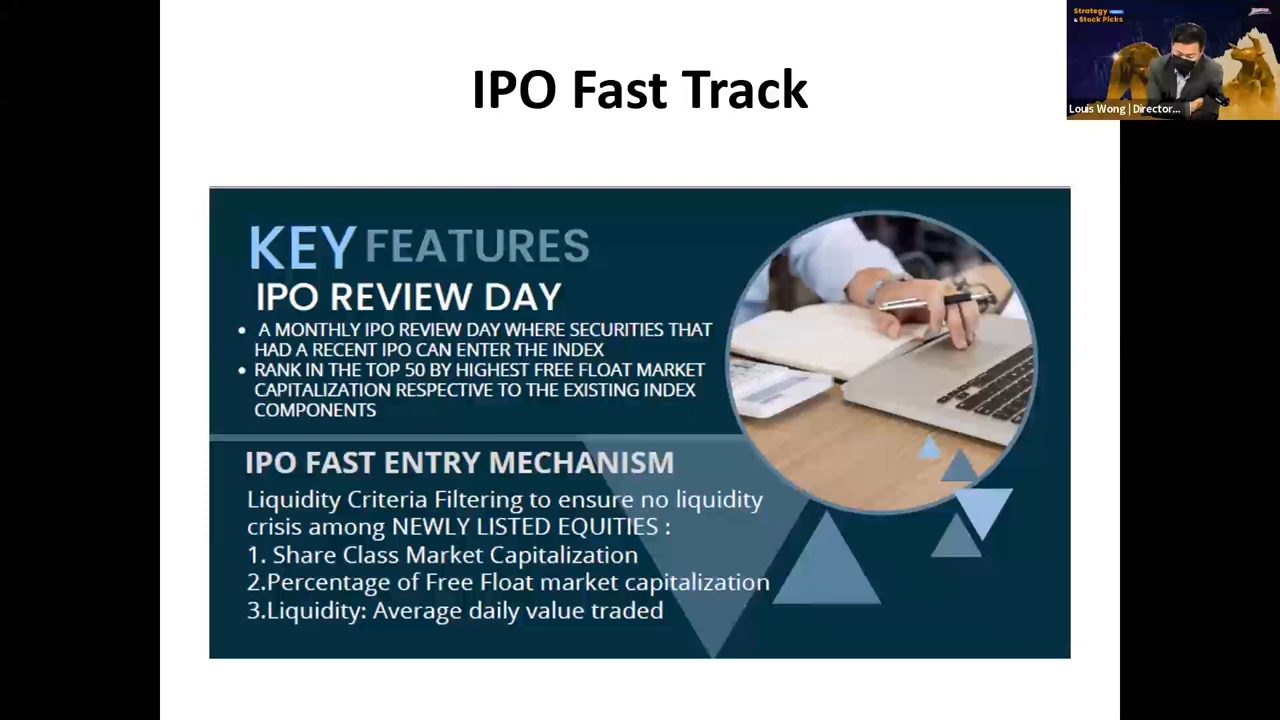 IPO Fast Track
Strategy
& Stock Picks
Louis Wong | Director...
KEY FEATURES
IPO REVIEW DAY
• A MONTHLY IPO REVIEW DAY WHERE SECURITIES THAT
HAD A RECENT IPO CAN ENTER THE INDEX
• RANK IN THE TOP 50 BY HIGHEST FREE FLOAT MARKET
CAPITALIZATION RESPECTIVE TO THE EXISTING INDEX
COMPONENTS
IPO FAST ENTRY MECHANISM
Liquidity Criteria Filtering to ensure no liquidity
crisis among NEWLY LISTED EQUITIES :
1. Share Class Market Capitalization
2.Percentage of Free Float market capitalization
3.Liquidity: Average daily value traded